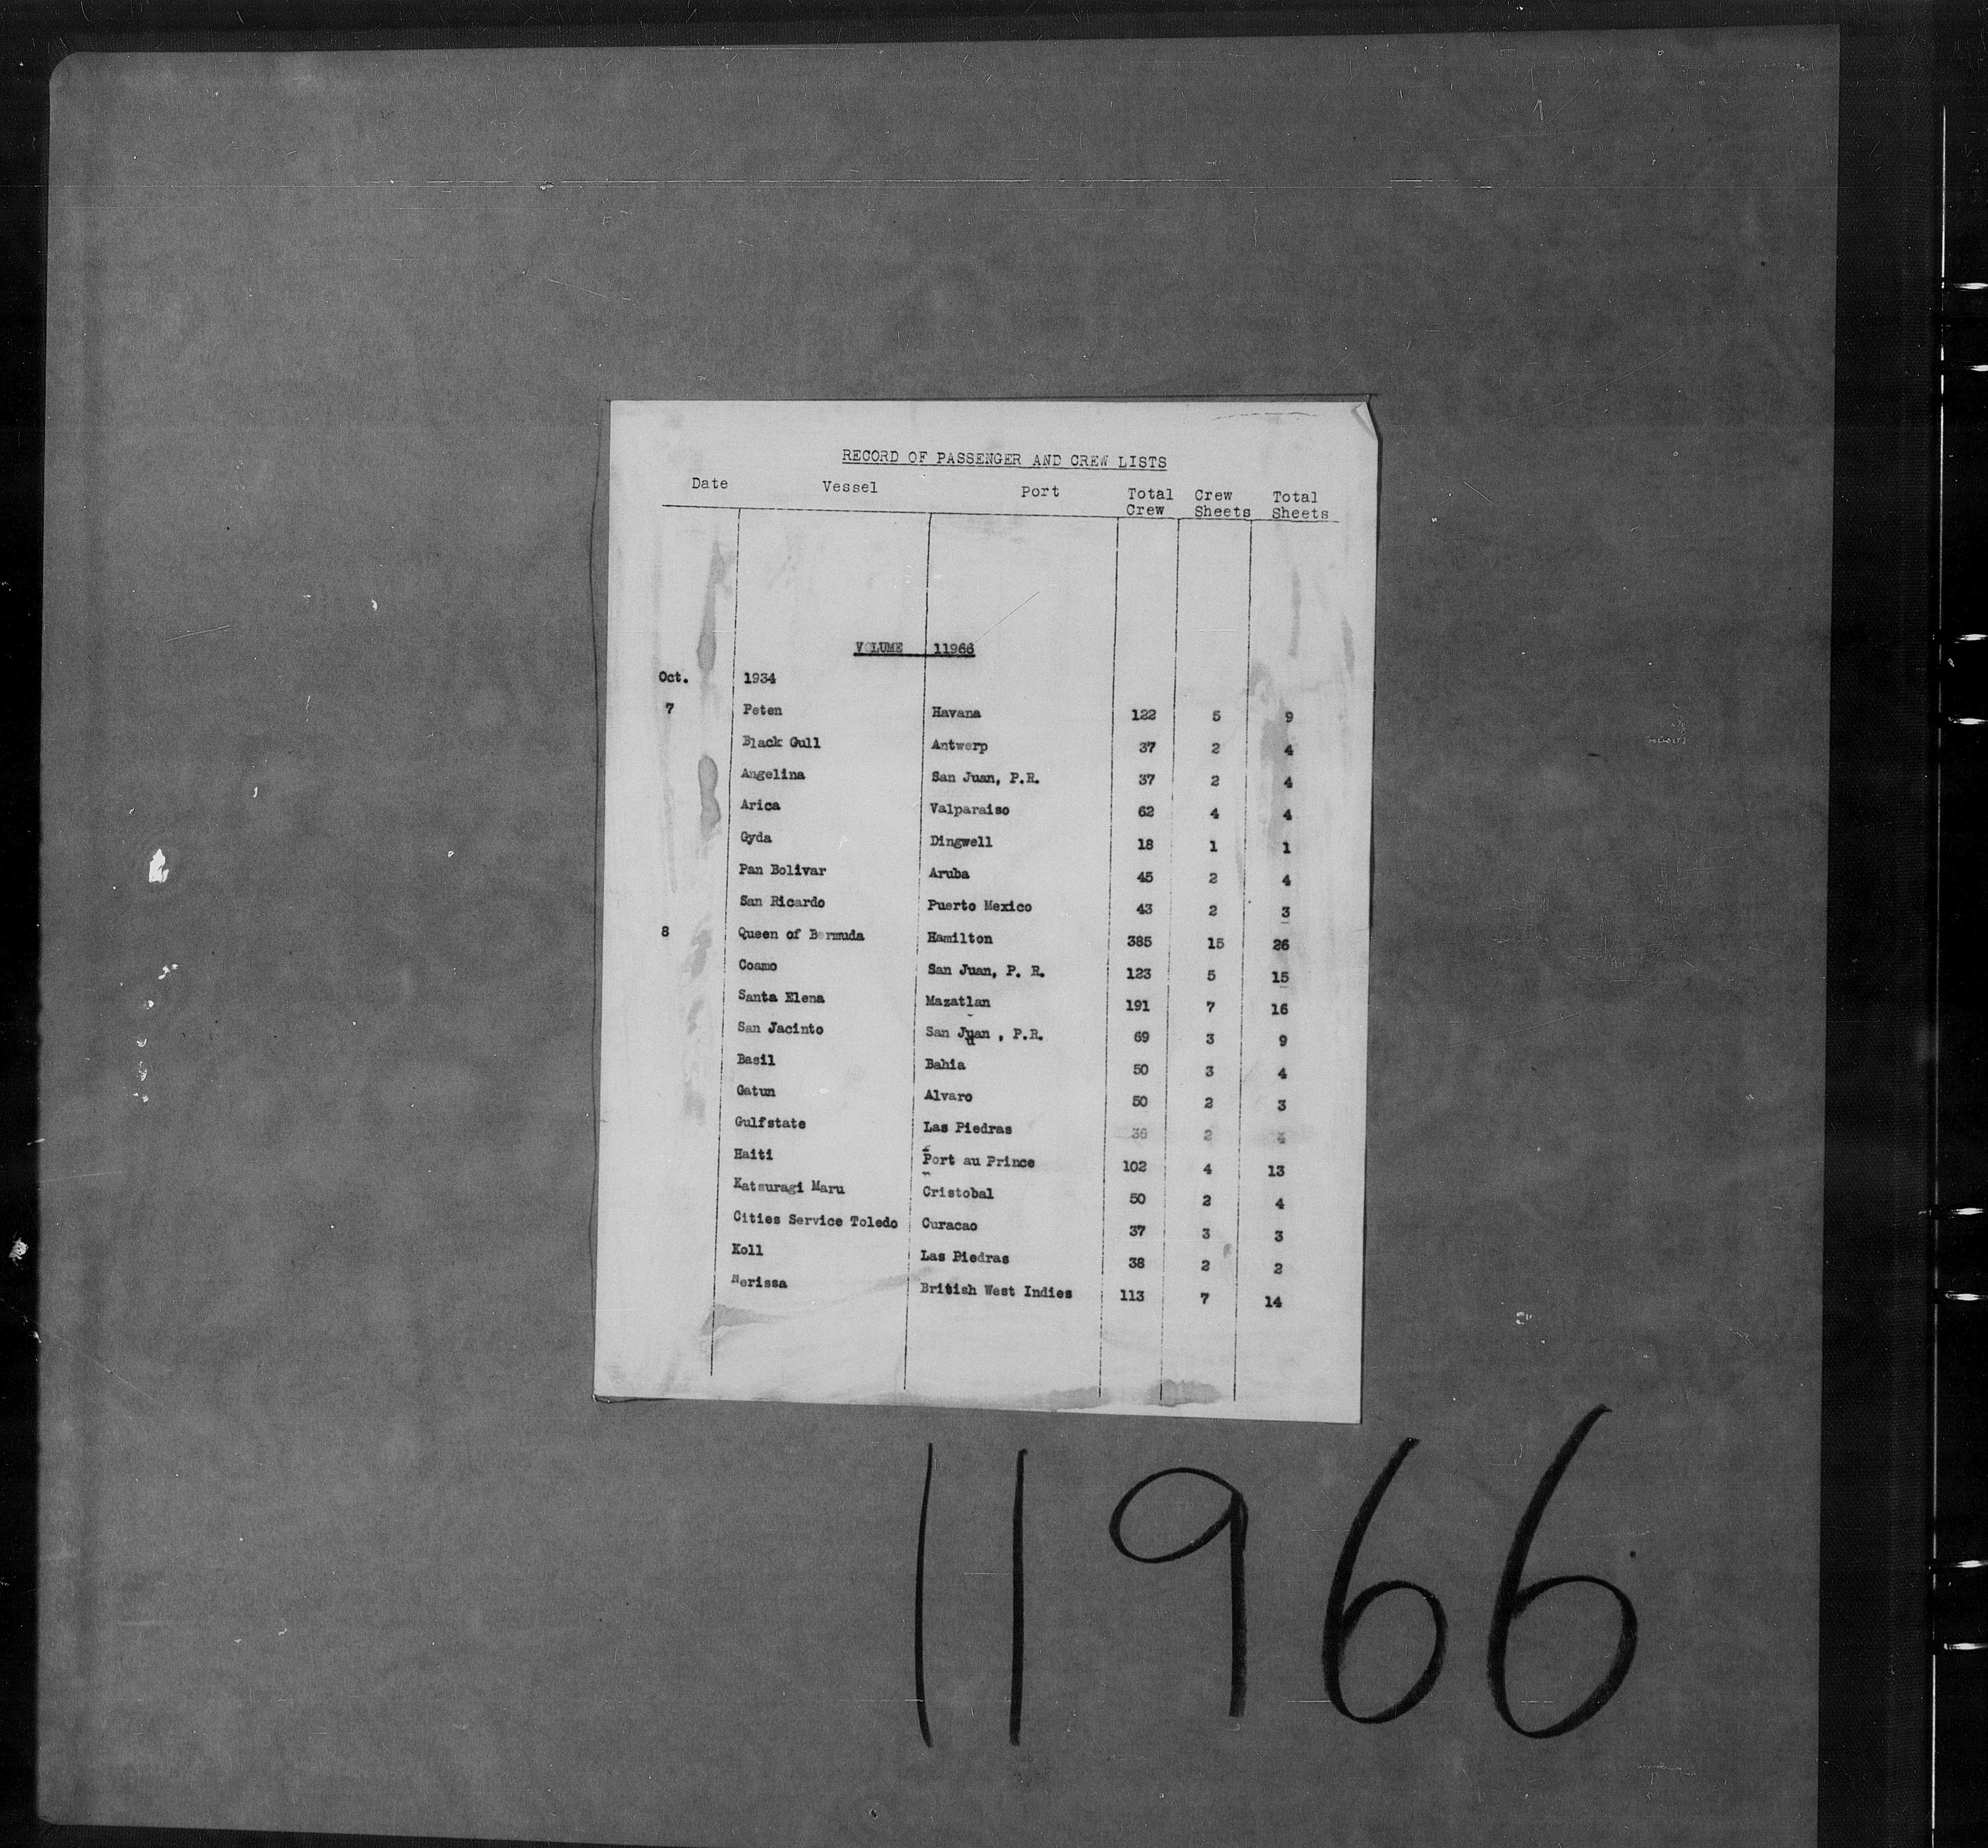 RECORD OF PASSENGER AND CREW LISTS
Date Vessel Port Total Crew Crew Sheets Total Sheets
VOLUME 11966
Oct. 1934
7 Peten Havana 122 5 9
Black Gull Antwerp 37 2 4
Angelina San Juan, P.R. 37 2 4
Arica Valparaiso 62 4 4
Gyda Dingwell 18 1 1
Pan Bolivar Aruba 45 2 4
San Ricardo Puerto Mexico 43 2 3
8 Queen of Bermuda Hamilton 385 15 26
Coamo San Juan, P. R. 123 5 15
Santa Elena Mazatlan 191 7 16
San Jacinto San Juan , P.R. 69 3 9
Basil Bahia 50 3 4
Gatun Alvaro 50 2 3
Gulfstate Las Piedras 36 2 4
Haiti Port au Prince 102 4 13
Katsuragi Maru Cristobal 50 2 4
Cities Service Toledo Curacao 37 3 3
Koll Las Piedras 38 2 2
Nerissa British West Indies 113 7 14
11966